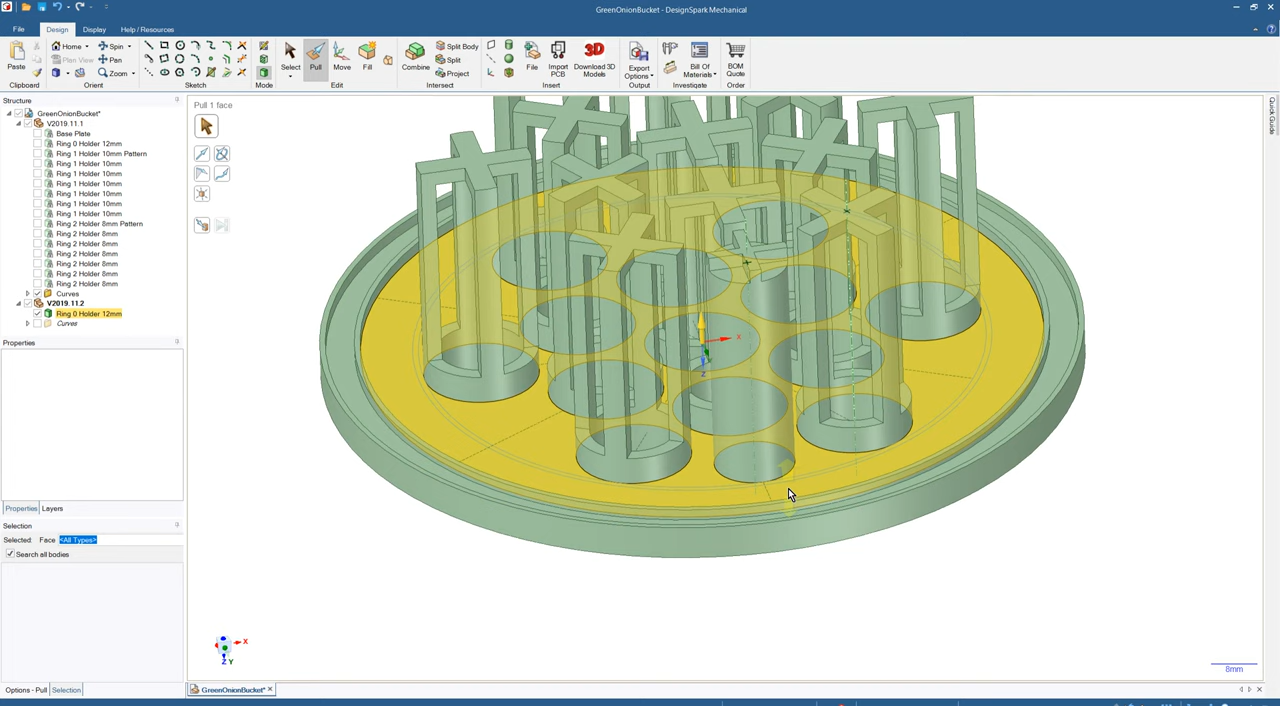 GreenOnionBucket - DesignSpark Mechanical
File Design Display Help / Resources
Paste
Clipboard
Home Spin
Plan View Pan
Zoom
Orient
Sketch
Mode
Select Pull Move Fill
Edit
Combine
Split Body
Split
Project
Intersect
File
Import PCB
Download 3D Models
3D
Insert
Export Options
Output
Bill Of Materials
Investigate
BOM Quote
Order
Structure
GreenOnionBucket*
V2019.11.1
Base Plate
Ring 0 Holder 12mm
Ring 1 Holder 10mm Pattern
Ring 1 Holder 10mm
Ring 1 Holder 10mm
Ring 1 Holder 10mm
Ring 1 Holder 10mm
Ring 1 Holder 10mm
Ring 1 Holder 10mm
Ring 2 Holder 8mm Pattern
Ring 2 Holder 8mm
Ring 2 Holder 8mm
Ring 2 Holder 8mm
Ring 2 Holder 8mm
Ring 2 Holder 8mm
Ring 2 Holder 8mm
Curves
V2019.11.2
Ring 0 Holder 12mm
Curves
Properties
Properties Layers
Selection
Selected: Face <All Types>
Search all bodies
Options - Pull Selection
Pull 1 face
X
Z
X
Z Y
8mm
GreenOnionBucket*
Quick Guide